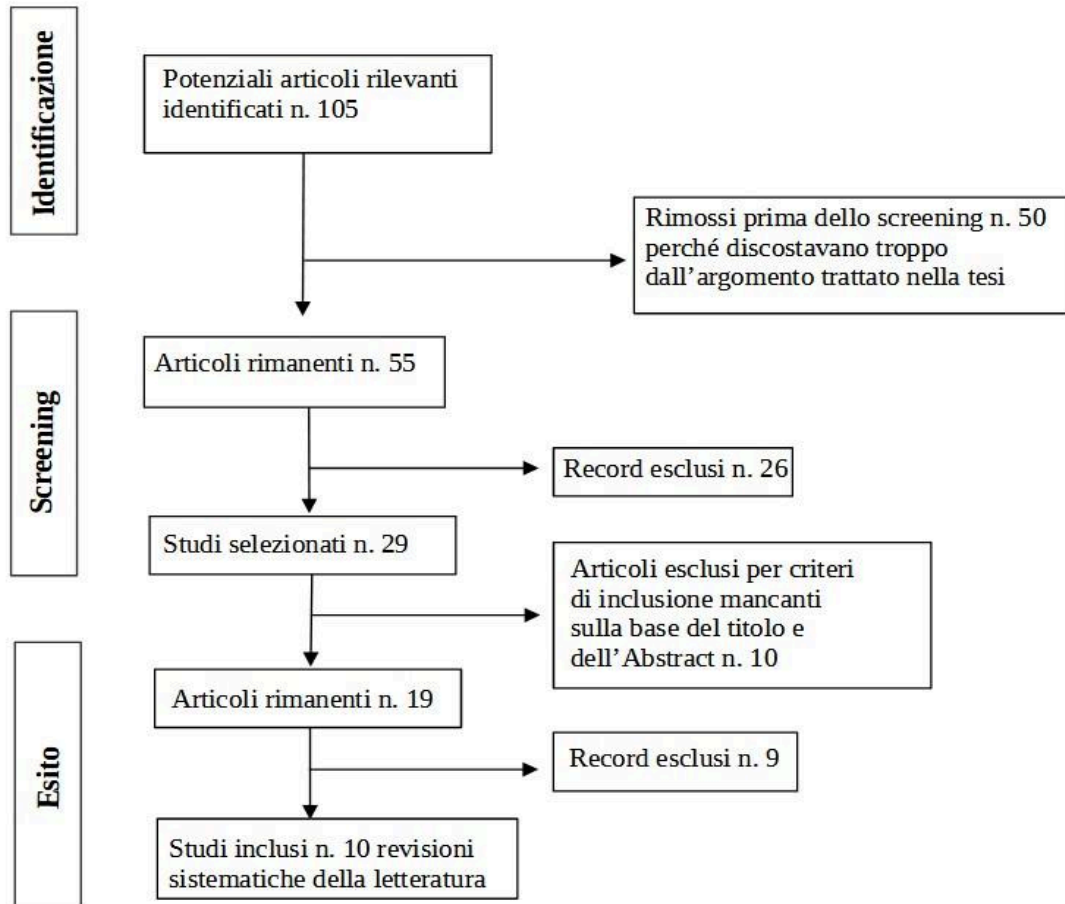 Identificazione
Potenziali articoli rilevanti
identificati n. 105
Rimossi prima dello screening n. 50
perché discostavano troppo
dall’argomento trattato nella tesi
Screening
Articoli rimanenti n. 55
Record esclusi n. 26
Studi selezionati n. 29
Articoli esclusi per criteri
di inclusione mancanti
sulla base del titolo e
dell’Abstract n. 10
Esito
Articoli rimanenti n. 19
Record esclusi n. 9
Studi inclusi n. 10 revisioni
sistematiche della letteratura